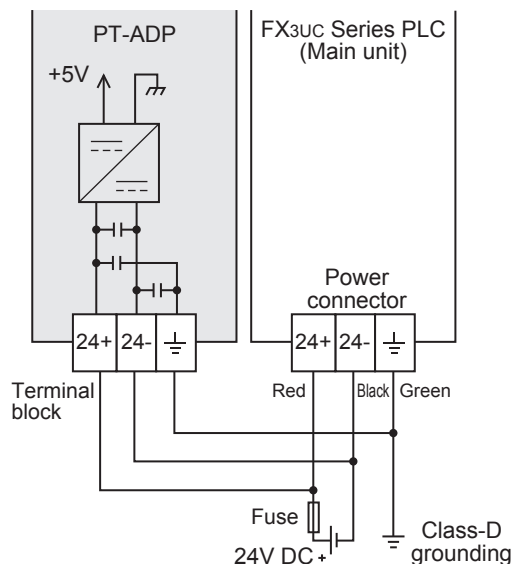 PT-ADP
FX3UC Series PLC
(Main unit)
+5V
Power
connector
24+ 24-
24+ 24-
Terminal
block
Red Black Green
Fuse
24V DC +
Class-D
grounding